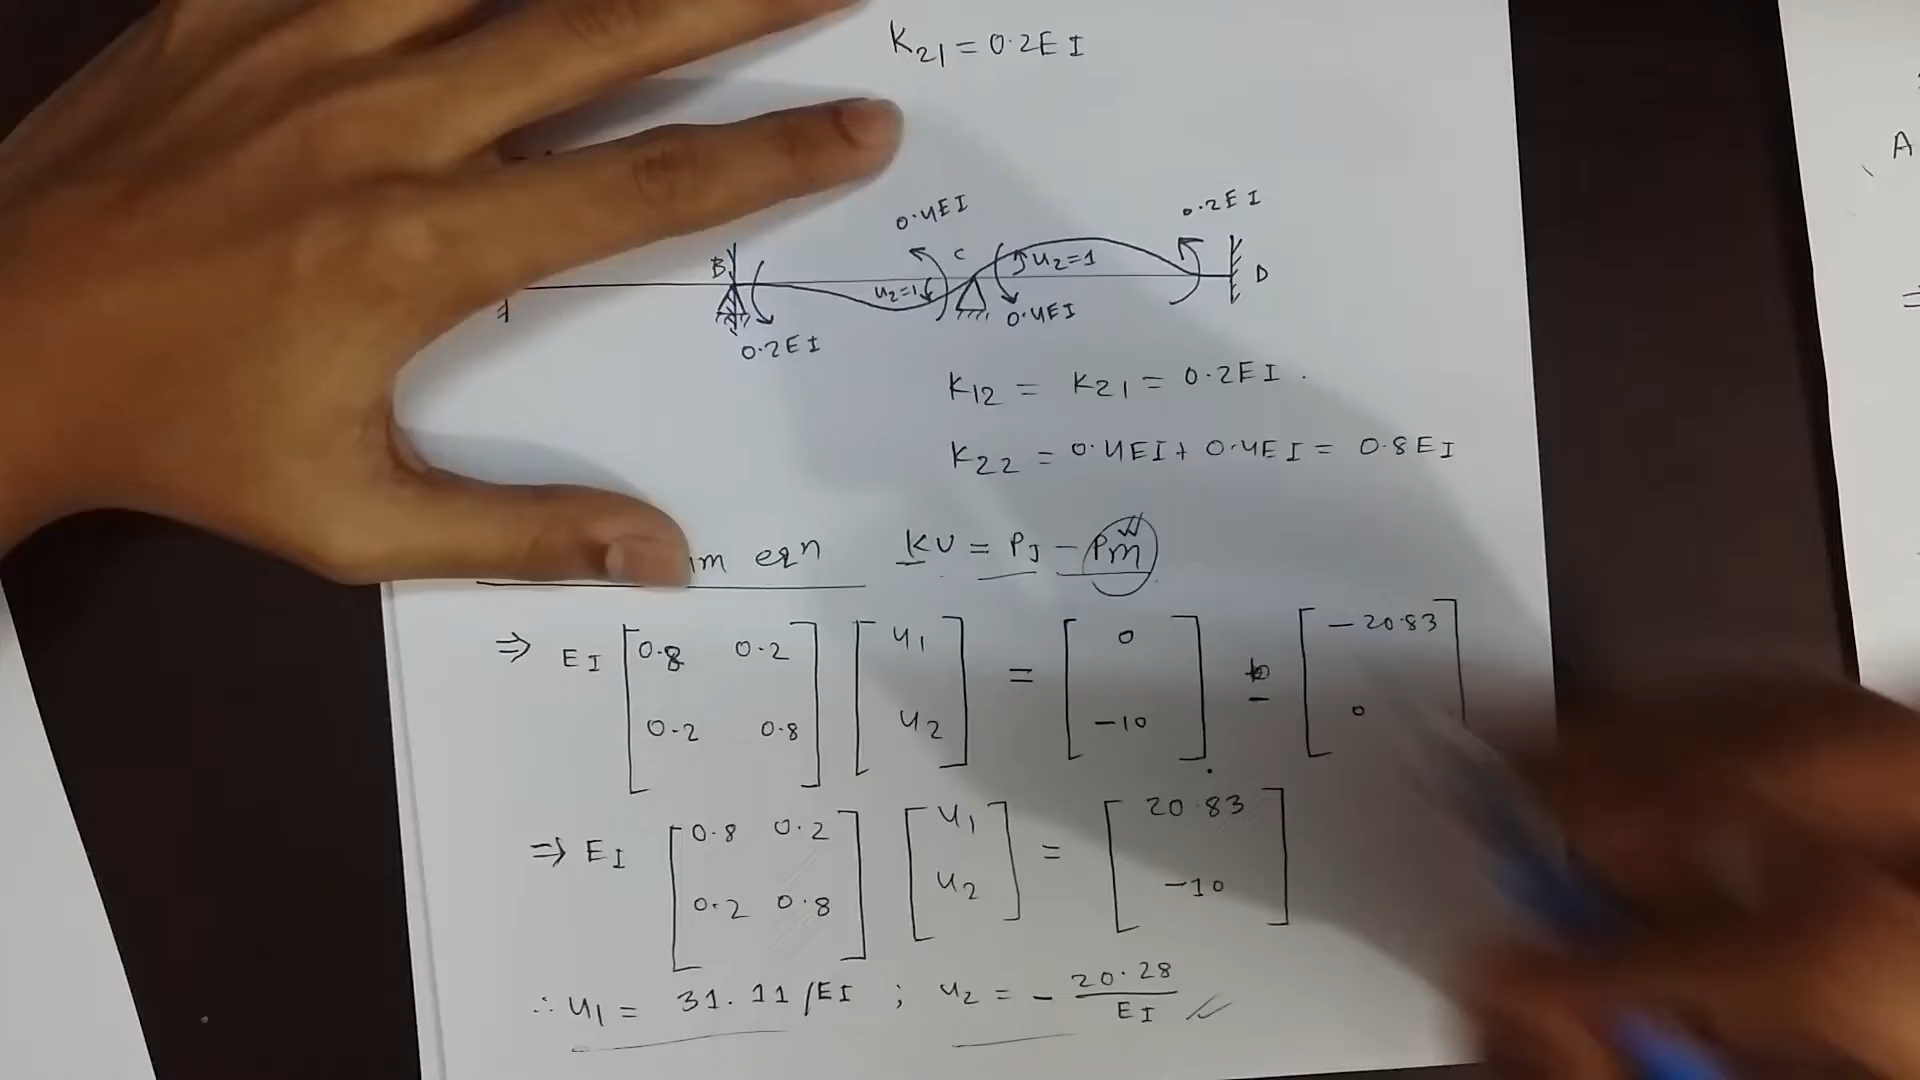 K21 = 0.2EI
0.4EI
0.2EI
B
C
u2=1
u2=1
D
0.4EI
0.2EI
K12 = K21 = 0.2EI.
K22 = 0.4EI + 0.4EI = 0.8EI
eqn KU = PJ - Pm
⇒ EI [0.8 0.2] [u1] = [0] - [-20.83]
[0.2 0.8] [u2] [-10] [0]
⇒ EI [0.8 0.2] [u1] = [20.83]
[0.2 0.8] [u2] [-10]
∴ u1 = 31.11/EI ; u2 = - 20.28
EI
A
=